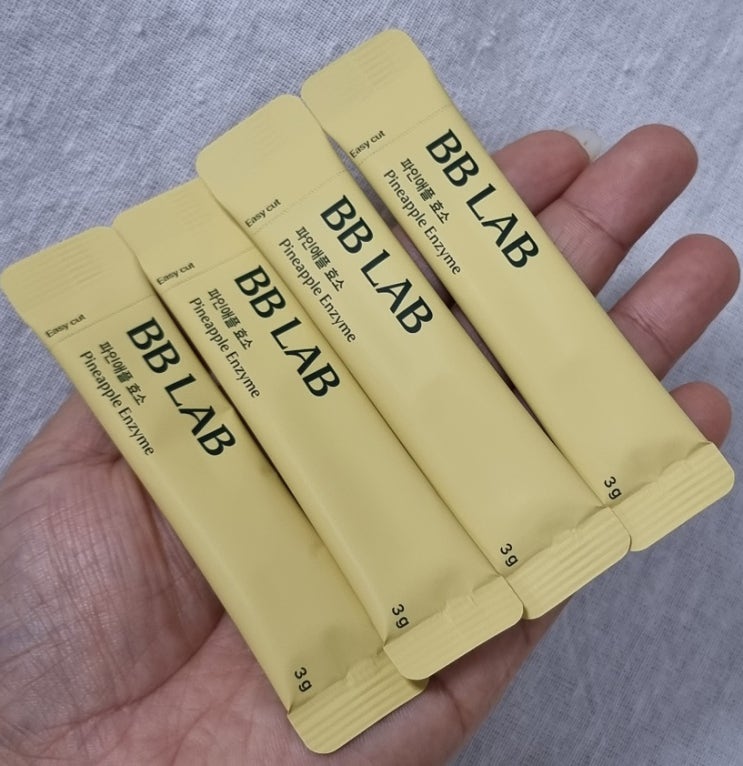 Easy cut
BB LAB
파인애플 효소
Pineapple Enzyme
3g
Easy cut
BB LAB
파인애플 효소
Pineapple Enzyme
3g
Easy cut
BB LAB
파인애플 효소
Pineapple Enzyme
3g
Easy cut
BB LAB
파인애플 효소
Pineapple Enzyme
3g